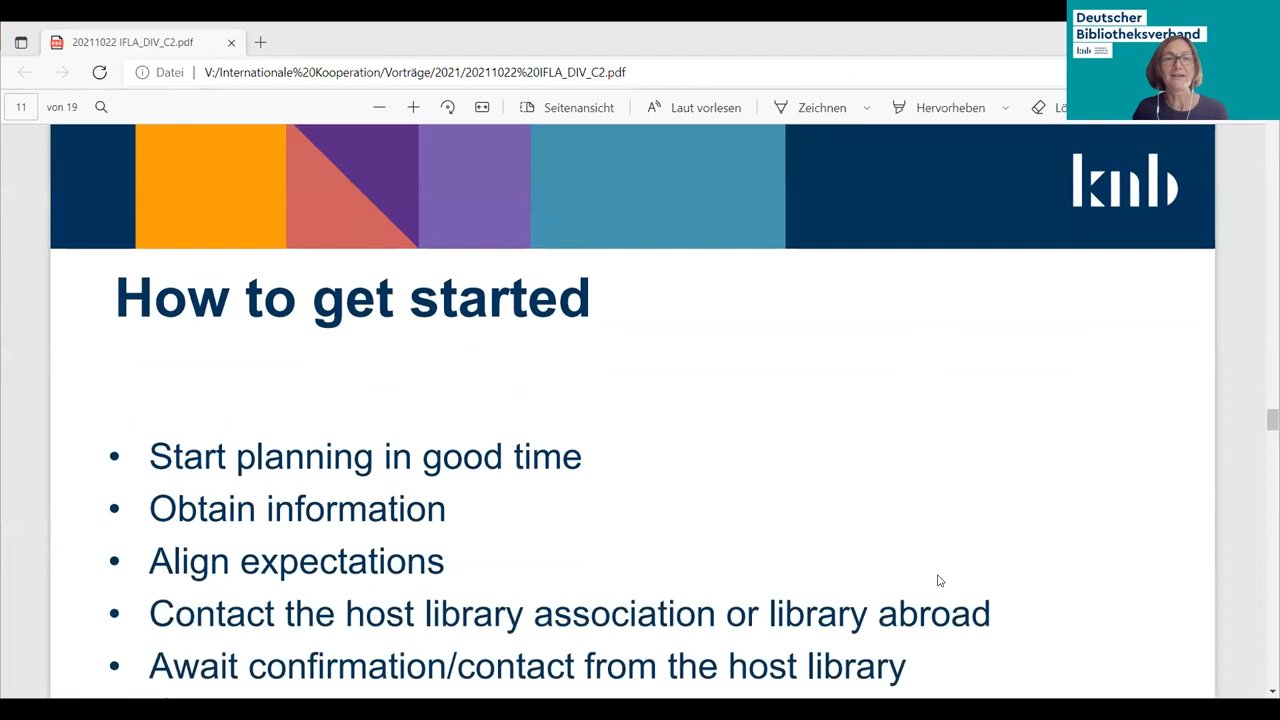 20211022 IFLA_DIV_C2.pdf
Datei
V:/Internationale%20Kooperation/Vorträge/2021/20211022%20IFLA_DIV_C2.pdf
11 von 19
Seitenansicht
Laut vorlesen
Zeichnen
Hervorheben
Lö
Deutscher
Bibliotheksverband
knb
knb
How to get started
• Start planning in good time
• Obtain information
• Align expectations
• Contact the host library association or library abroad
• Await confirmation/contact from the host library